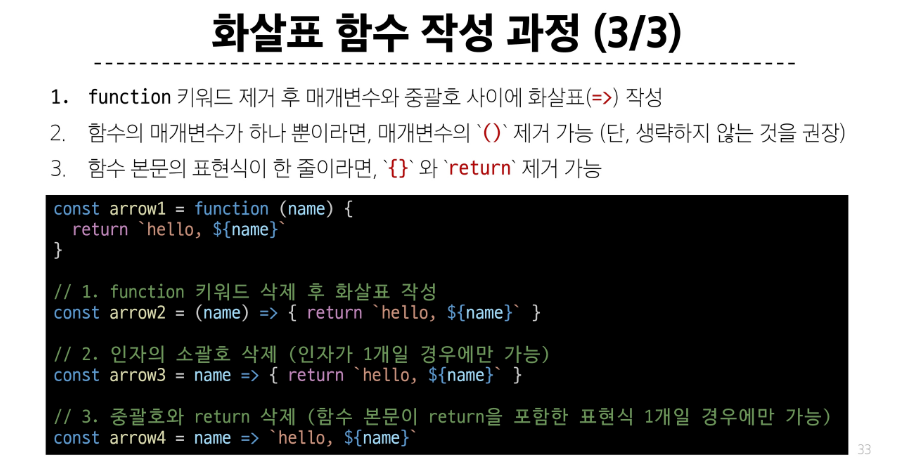 화살표 함수 작성 과정 (3/3)
1. function 키워드 제거 후 매개변수와 중괄호 사이에 화살표(=>) 작성
2. 함수의 매개변수가 하나 뿐이라면, 매개변수의 `()` 제거 가능 (단, 생략하지 않는 것을 권장)
3. 함수 본문의 표현식이 한 줄이라면, `{}` 와 `return` 제거 가능
const arrow1 = function (name) {
  return `hello, ${name}`
}
// 1. function 키워드 삭제 후 화살표 작성
const arrow2 = (name) => { return `hello, ${name}` }
// 2. 인자의 소괄호 삭제 (인자가 1개일 경우에만 가능)
const arrow3 = name => { return `hello, ${name}` }
// 3. 중괄호와 return 삭제 (함수 본문이 return을 포함한 표현식 1개일 경우에만 가능)
const arrow4 = name => `hello, ${name}`
33